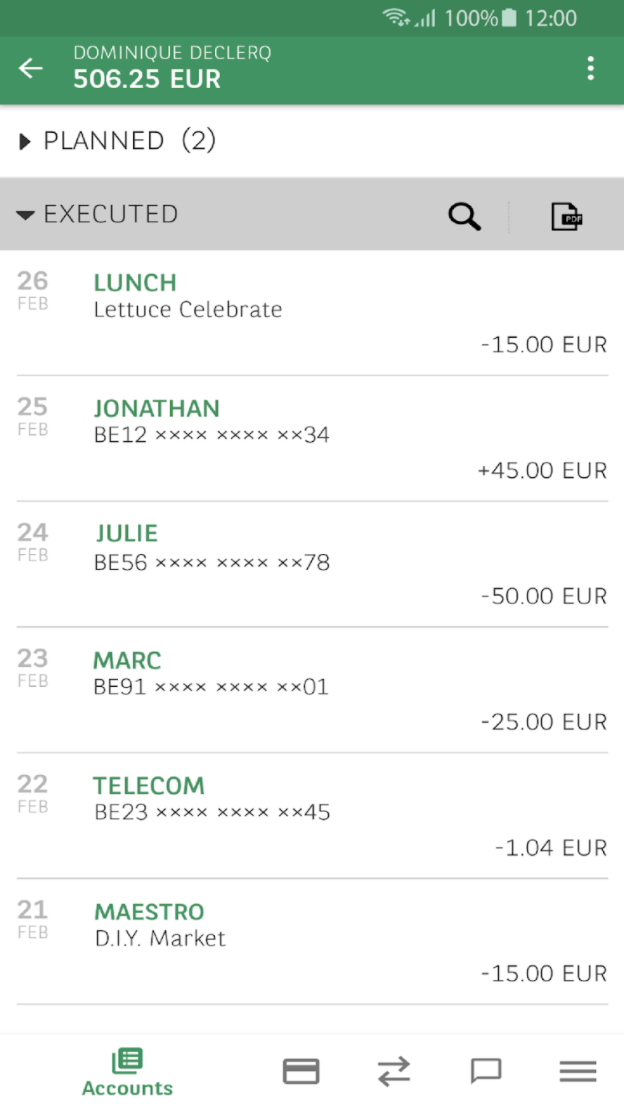 100% 12:00
DOMINIQUE DECLERQ
506.25 EUR
PLANNED (2)
EXECUTED
PDF
26 FEB
LUNCH
Lettuce Celebrate
-15.00 EUR
25 FEB
JONATHAN
BE12 ×××× ×××× ××34
+45.00 EUR
24 FEB
JULIE
BE56 ×××× ×××× ××78
-50.00 EUR
23 FEB
MARC
BE91 ×××× ×××× ××01
-25.00 EUR
22 FEB
TELECOM
BE23 ×××× ×××× ××45
-1.04 EUR
21 FEB
MAESTRO
D.I.Y. Market
-15.00 EUR
Accounts